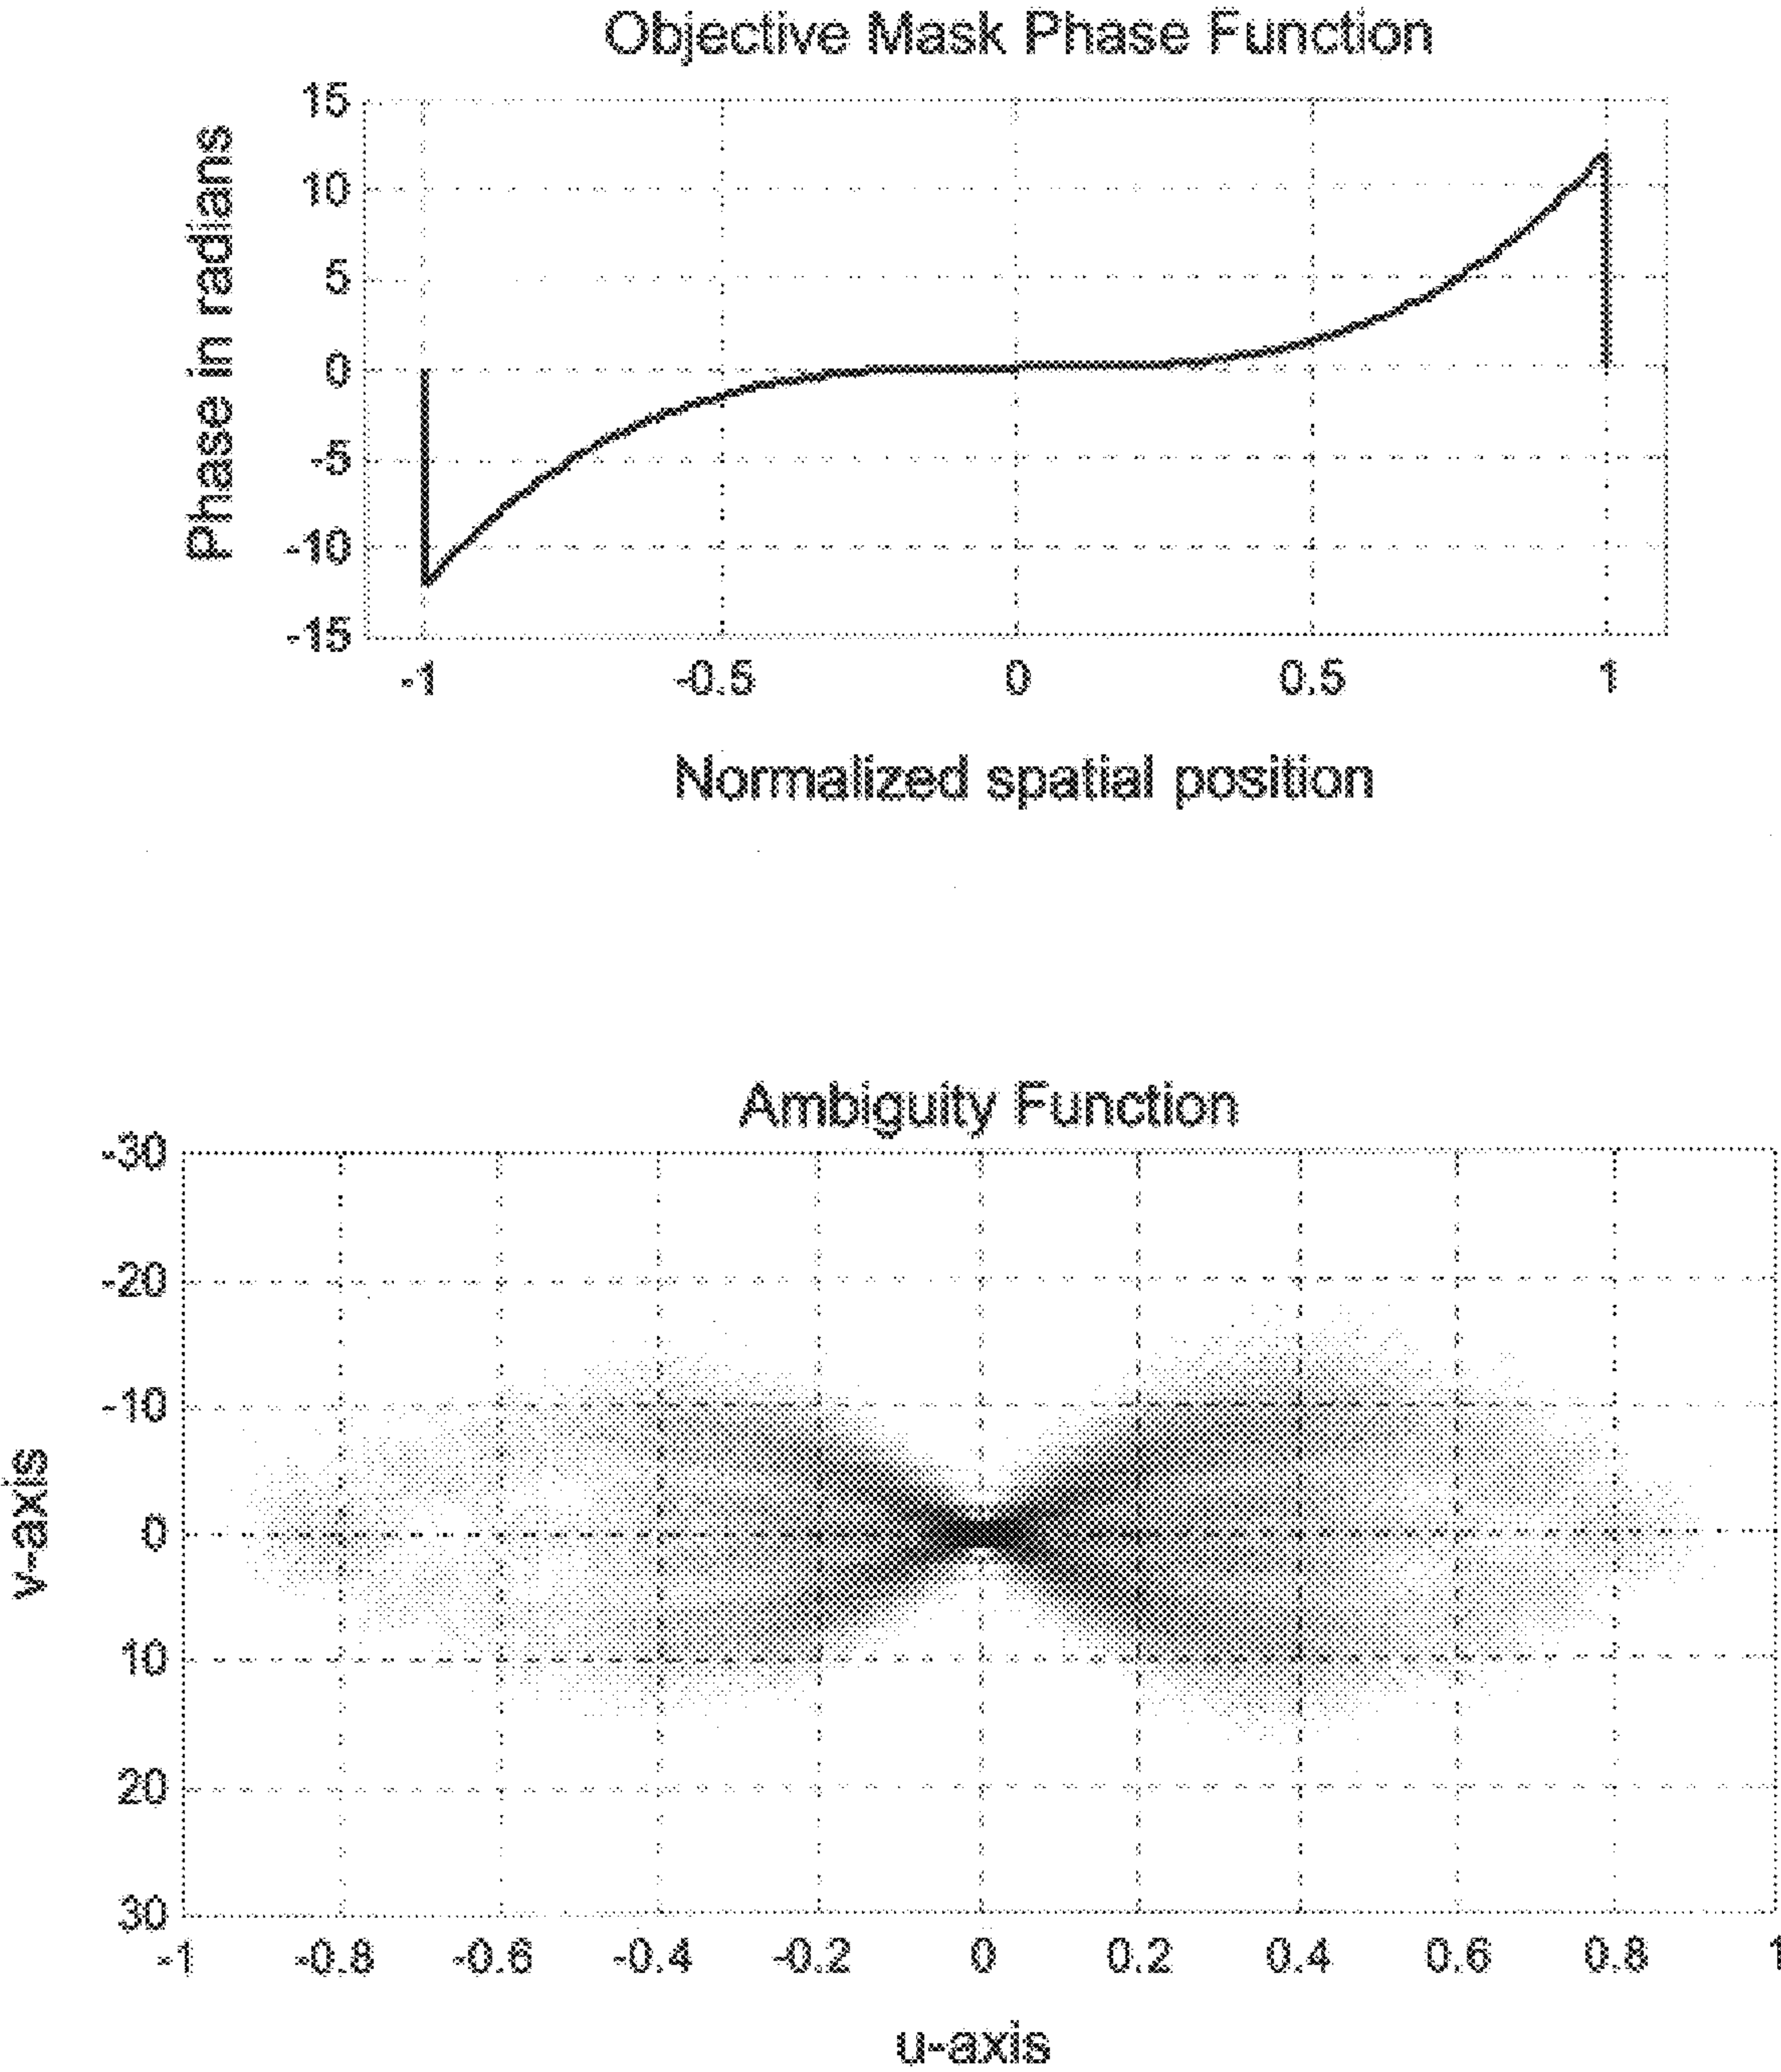 Objective Mask Phase Function
15
10
5
0
-5
-10
-15
Phase in radians
-1 -0.5 0 0.5 1
Normalized spatial position
Ambiguity Function
-30
-20
-10
0
10
20
30
v-axis
-1 -0.8 -0.6 -0.4 -0.2 0 0.2 0.4 0.6 0.8 1
u-axis